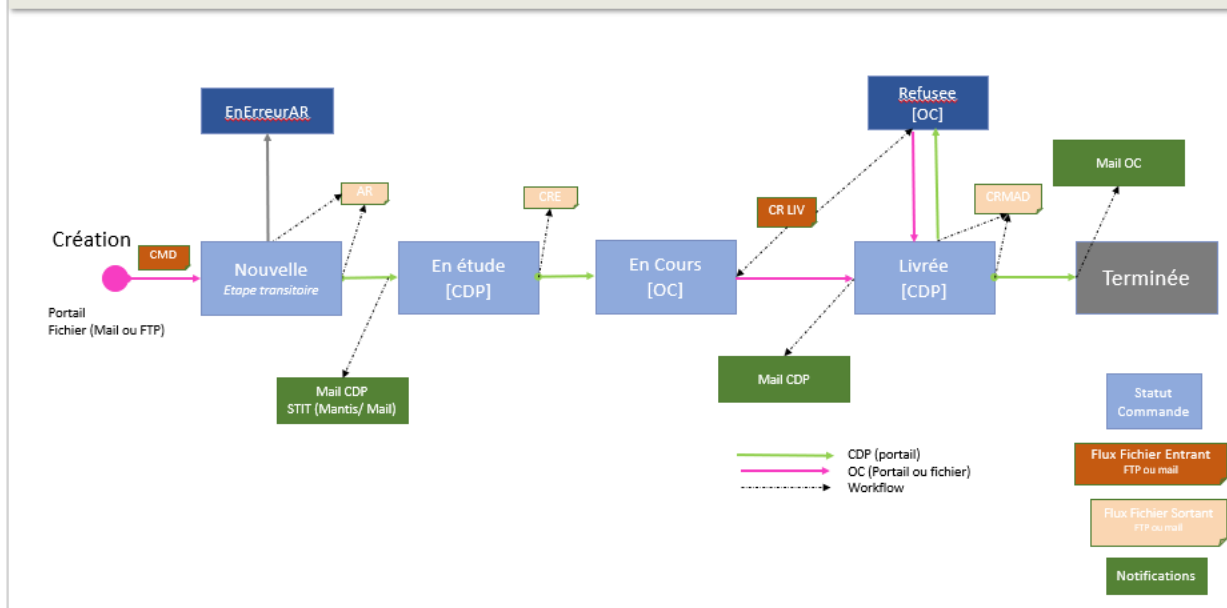 EnErreurAR
Refusee
[OC]
Mail OC
AR
CRE
CR LIV
CRMAD
Création
CMD
Nouvelle
Etape transitoire
En étude
[CDP]
En Cours
[OC]
Livrée
[CDP]
Terminée
Portail
Fichier (Mail ou FTP)
Mail CDP
STIT (Mantis/ Mail)
Mail CDP
Statut
Commande
CDP (portail)
OC (Portail ou fichier)
Workflow
Flux Fichier Entrant
FTP ou mail
Flux Fichier Sortant
FTP ou mail
Notifications